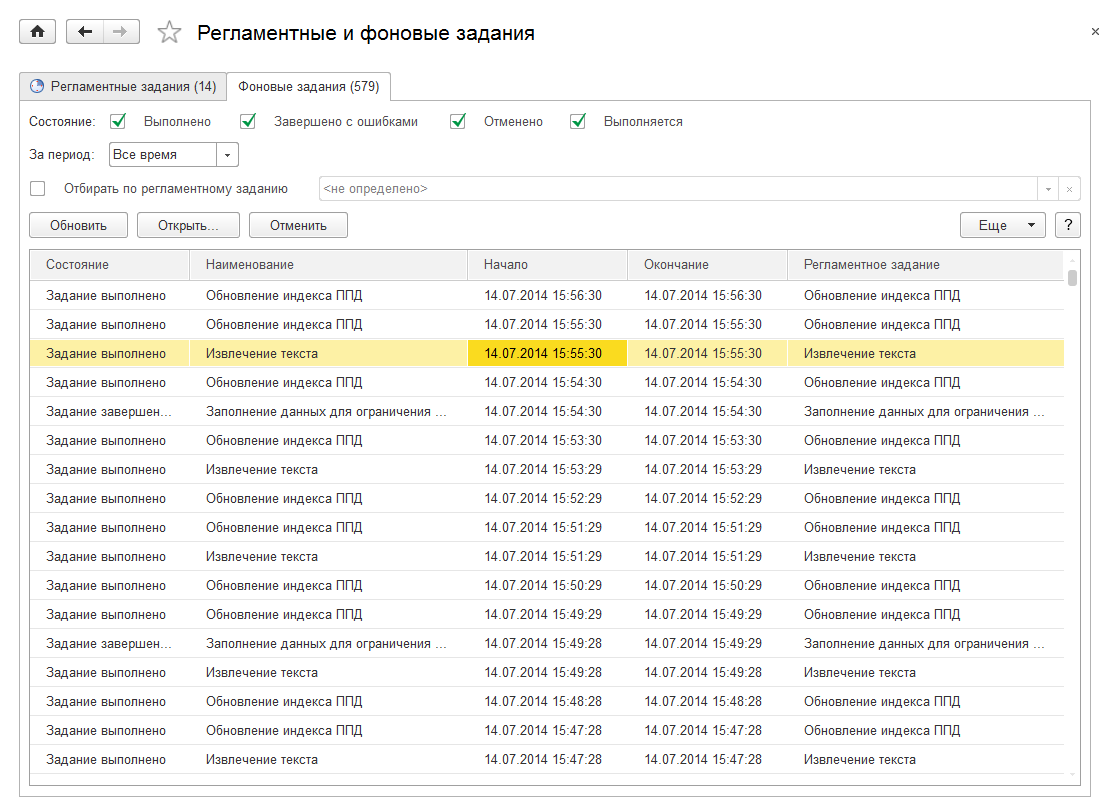 Регламентные и фоновые задания
Регламентные задания (14) Фоновые задания (579)
Состояние: Выполнено Завершено с ошибками Отменено Выполняется
За период: Все время
Отбирать по регламентному заданию <не определено>
Обновить Открыть... Отменить Еще ?
Состояние Наименование Начало Окончание Регламентное задание
Задание выполнено Обновление индекса ППД 14.07.2014 15:56:30 14.07.2014 15:56:30 Обновление индекса ППД
Задание выполнено Обновление индекса ППД 14.07.2014 15:55:30 14.07.2014 15:55:30 Обновление индекса ППД
Задание выполнено Извлечение текста 14.07.2014 15:55:30 14.07.2014 15:55:30 Извлечение текста
Задание выполнено Обновление индекса ППД 14.07.2014 15:54:30 14.07.2014 15:54:30 Обновление индекса ППД
Задание завершен... Заполнение данных для ограничения ... 14.07.2014 15:54:30 14.07.2014 15:54:30 Заполнение данных для ограничения ...
Задание выполнено Обновление индекса ППД 14.07.2014 15:53:30 14.07.2014 15:53:30 Обновление индекса ППД
Задание выполнено Извлечение текста 14.07.2014 15:53:29 14.07.2014 15:53:29 Извлечение текста
Задание выполнено Обновление индекса ППД 14.07.2014 15:52:29 14.07.2014 15:52:29 Обновление индекса ППД
Задание выполнено Обновление индекса ППД 14.07.2014 15:51:29 14.07.2014 15:51:29 Обновление индекса ППД
Задание выполнено Извлечение текста 14.07.2014 15:51:29 14.07.2014 15:51:29 Извлечение текста
Задание выполнено Обновление индекса ППД 14.07.2014 15:50:29 14.07.2014 15:50:29 Обновление индекса ППД
Задание выполнено Обновление индекса ППД 14.07.2014 15:49:29 14.07.2014 15:49:29 Обновление индекса ППД
Задание завершен... Заполнение данных для ограничения ... 14.07.2014 15:49:28 14.07.2014 15:49:29 Заполнение данных для ограничения ...
Задание выполнено Извлечение текста 14.07.2014 15:49:28 14.07.2014 15:49:28 Извлечение текста
Задание выполнено Обновление индекса ППД 14.07.2014 15:48:28 14.07.2014 15:48:28 Обновление индекса ППД
Задание выполнено Обновление индекса ППД 14.07.2014 15:47:28 14.07.2014 15:47:28 Обновление индекса ППД
Задание выполнено Извлечение текста 14.07.2014 15:47:28 14.07.2014 15:47:28 Извлечение текста